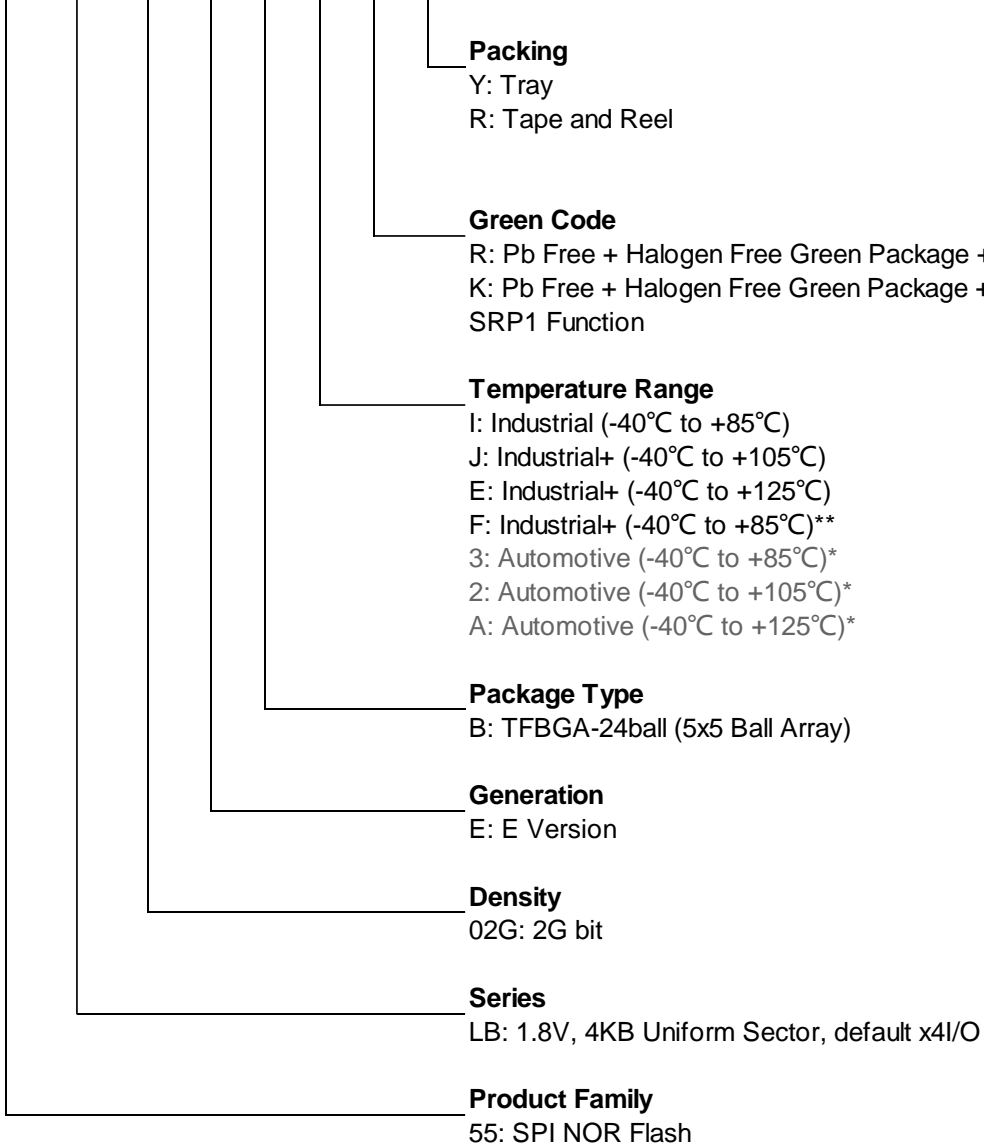 Packing
Y: Tray
R: Tape and Reel
Green Code
R: Pb Free + Halogen Free Green Package +
K: Pb Free + Halogen Free Green Package +
SRP1 Function
Temperature Range
I: Industrial (-40℃ to +85℃)
J: Industrial+ (-40℃ to +105℃)
E: Industrial+ (-40℃ to +125℃)
F: Industrial+ (-40℃ to +85℃)**
3: Automotive (-40℃ to +85℃)*
2: Automotive (-40℃ to +105℃)*
A: Automotive (-40℃ to +125℃)*
Package Type
B: TFBGA-24ball (5x5 Ball Array)
Generation
E: E Version
Density
02G: 2G bit
Series
LB: 1.8V, 4KB Uniform Sector, default x4I/O
Product Family
55: SPI NOR Flash